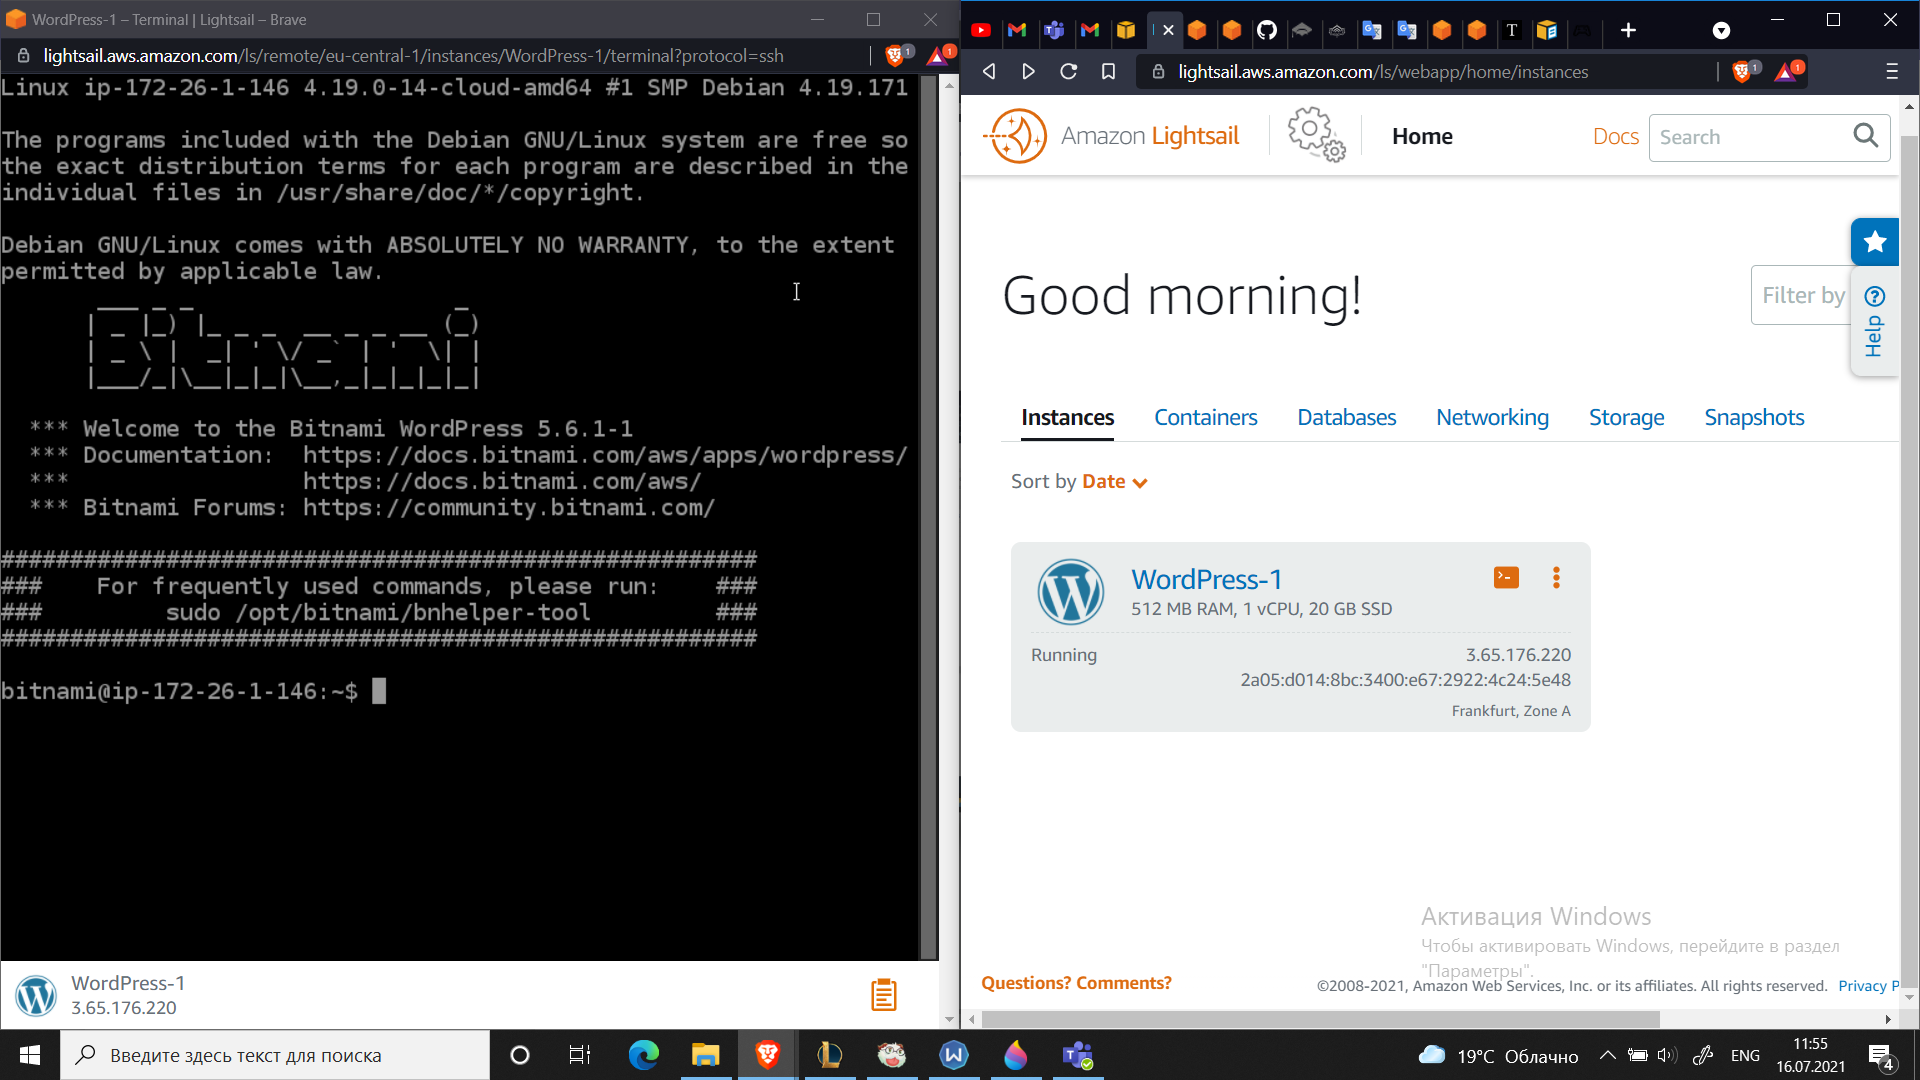 WordPress-1 – Terminal | Lightsail – Brave
lightsail.aws.amazon.com/ls/remote/eu-central-1/instances/WordPress-1/terminal?protocol=ssh
1
1
Linux ip-172-26-1-146 4.19.0-14-cloud-amd64 #1 SMP Debian 4.19.171
The programs included with the Debian GNU/Linux system are free so
the exact distribution terms for each program are described in the
individual files in /usr/share/doc/*/copyright.
Debian GNU/Linux comes with ABSOLUTELY NO WARRANTY, to the extent
permitted by applicable law.
Bitnami
*** Welcome to the Bitnami WordPress 5.6.1-1
*** Documentation:  https://docs.bitnami.com/aws/apps/wordpress/
***                 https://docs.bitnami.com/aws/
*** Bitnami Forums: https://community.bitnami.com/
#######################################################
###    For frequently used commands, please run:    ###
###         sudo /opt/bitnami/bnhelper-tool         ###
#######################################################
bitnami@ip-172-26-1-146:~$
WordPress-1
3.65.176.220
lightsail.aws.amazon.com/ls/webapp/home/instances
1
1
Amazon Lightsail
Home
Docs
Search
Good morning!
Filter by
Help
Instances
Containers
Databases
Networking
Storage
Snapshots
Sort by Date
WordPress-1
512 MB RAM, 1 vCPU, 20 GB SSD
Running
3.65.176.220
2a05:d014:8bc:3400:e67:2922:4c24:5e48
Frankfurt, Zone A
Активация Windows
Чтобы активировать Windows, перейдите в раздел
"Параметры".
Questions? Comments?
©2008-2021, Amazon Web Services, Inc. or its affiliates. All rights reserved.
Privacy P
Введите здесь текст для поиска
19°C Облачно
ENG
11:55
16.07.2021
4